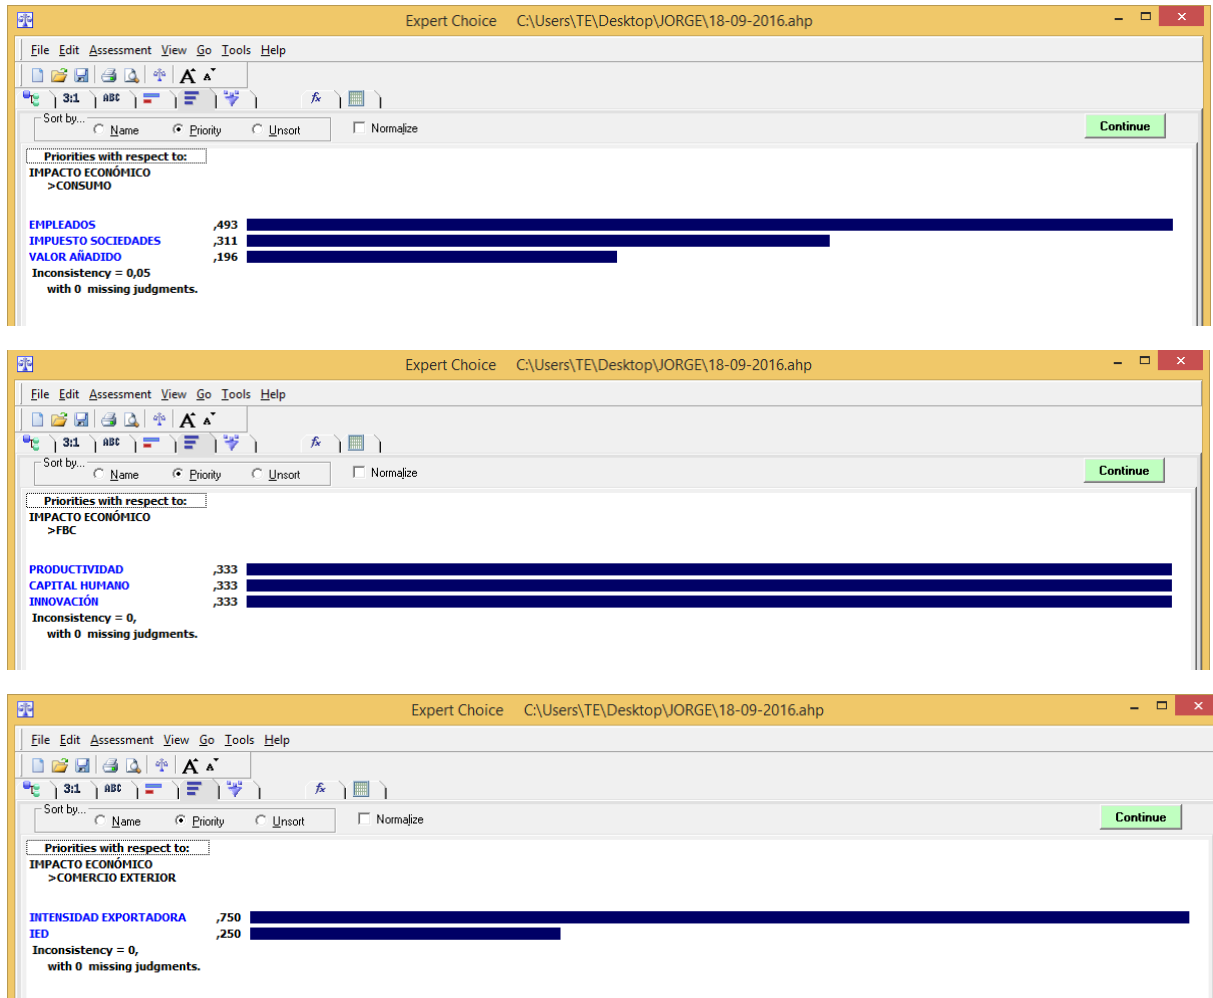 Expert Choice C:\Users\TE\Desktop\JORGE\18-09-2016.ahp
File Edit Assessment View Go Tools Help
3:1 ABC fx
Sort by... Name Priority Unsort Normalize Continue
Priorities with respect to:
IMPACTO ECONÓMICO
>CONSUMO
EMPLEADOS ,493
IMPUESTO SOCIEDADES ,311
VALOR AÑADIDO ,196
Inconsistency = 0,05
with 0 missing judgments.
Expert Choice C:\Users\TE\Desktop\JORGE\18-09-2016.ahp
File Edit Assessment View Go Tools Help
3:1 ABC fx
Sort by... Name Priority Unsort Normalize Continue
Priorities with respect to:
IMPACTO ECONÓMICO
>FBC
PRODUCTIVIDAD ,333
CAPITAL HUMANO ,333
INNOVACIÓN ,333
Inconsistency = 0,
with 0 missing judgments.
Expert Choice C:\Users\TE\Desktop\JORGE\18-09-2016.ahp
File Edit Assessment View Go Tools Help
3:1 ABC fx
Sort by... Name Priority Unsort Normalize Continue
Priorities with respect to:
IMPACTO ECONÓMICO
>COMERCIO EXTERIOR
INTENSIDAD EXPORTADORA ,750
IED ,250
Inconsistency = 0,
with 0 missing judgments.